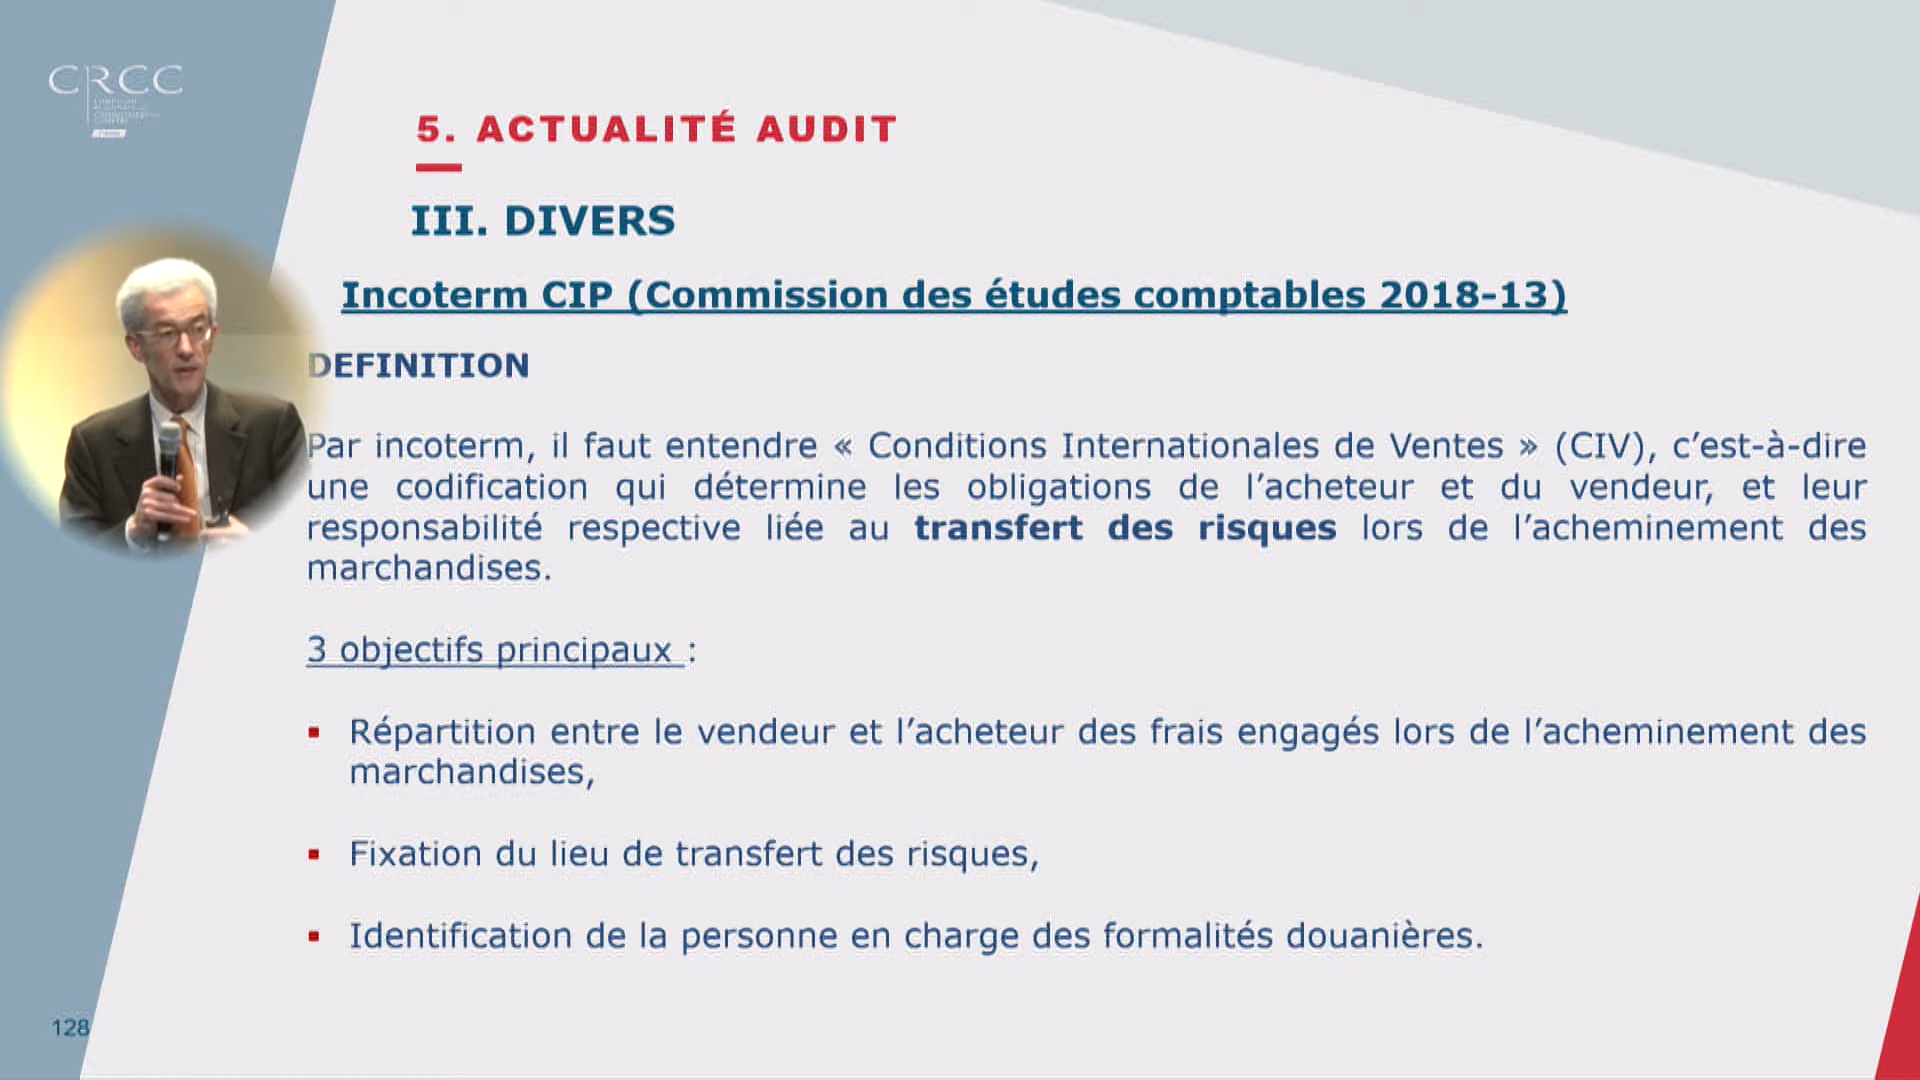 CRCC
5. ACTUALITÉ AUDIT
III. DIVERS
Incoterm CIP (Commission des études comptables 2018-13)
DEFINITION
Par incoterm, il faut entendre « Conditions Internationales de Ventes » (CIV), c’est-à-dire
une codification qui détermine les obligations de l’acheteur et du vendeur, et leur
responsabilité respective liée au transfert des risques lors de l’acheminement des
marchandises.
3 objectifs principaux :
▪ Répartition entre le vendeur et l’acheteur des frais engagés lors de l’acheminement des
marchandises,
▪ Fixation du lieu de transfert des risques,
▪ Identification de la personne en charge des formalités douanières.
128